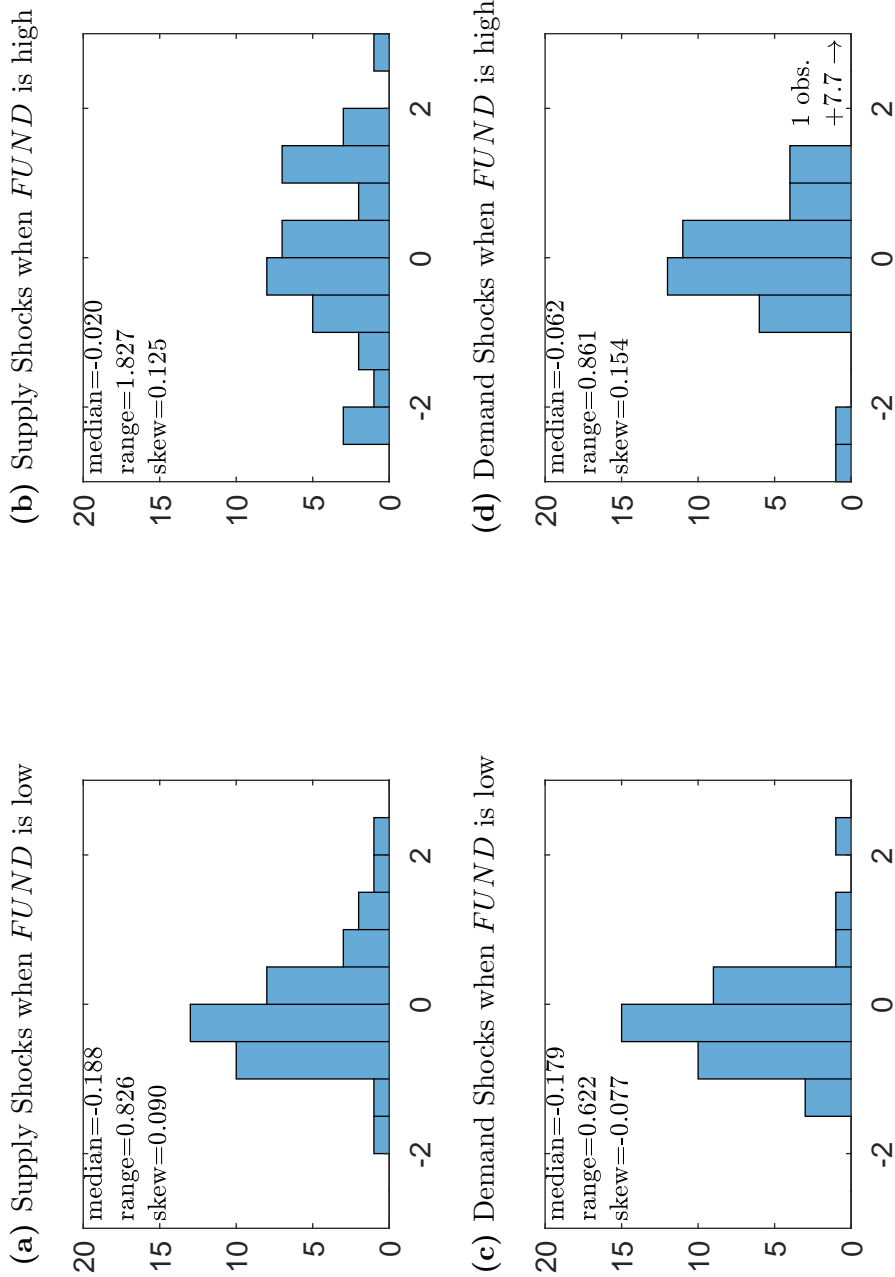 (a) Supply Shocks when FUND is low
median=-0.188
range=0.826
skew=0.090
20
15
10
5
0
-2
0
2
(b) Supply Shocks when FUND is high
median=-0.020
range=1.827
skew=0.125
20
15
10
5
0
-2
0
2
(c) Demand Shocks when FUND is low
median=-0.179
range=0.622
skew=-0.077
20
15
10
5
0
-2
0
2
(d) Demand Shocks when FUND is high
median=-0.062
range=0.861
skew=0.154
1 obs.
+7.7 →
20
15
10
5
0
-2
0
2